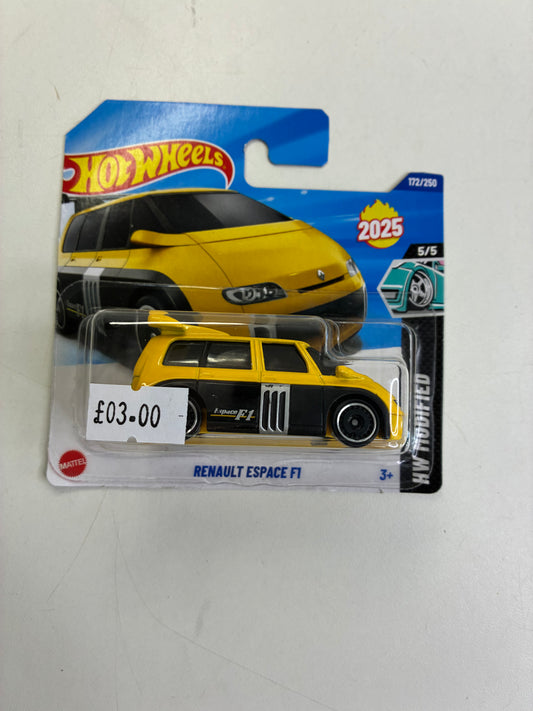 HOT WHEELS
172/250
2025
5/5
Espace F1
£03.00
HW MODIFIED
MATTEL
RENAULT ESPACE F1
3+